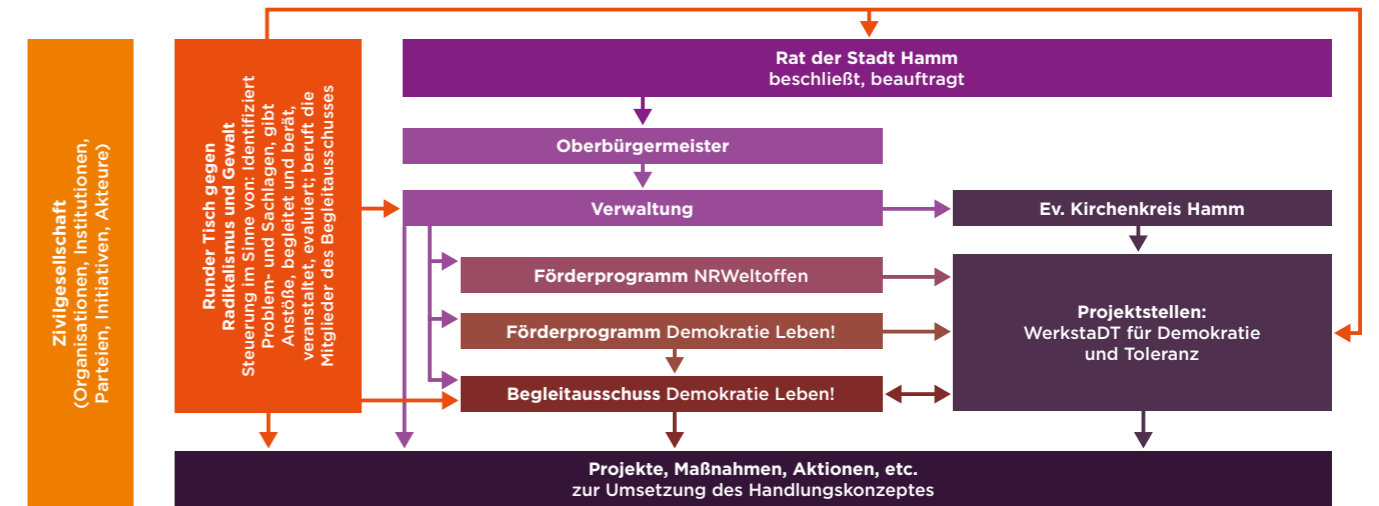 Zivilgesellschaft
(Organisationen, Institutionen,
Parteien, Initiativen, Akteure)
Runder Tisch gegen
Radikalismus und Gewalt
Steuerung im Sinne von: Identifiziert
Problem- und Sachlagen, gibt
Anstöße, begleitet und berät,
veranstaltet, evaluiert; beruft die
Mitglieder des Begleitausschusses
Rat der Stadt Hamm
beschließt, beauftragt
Oberbürgermeister
Verwaltung
Ev. Kirchenkreis Hamm
Förderprogramm NRWeltoffen
Förderprogramm Demokratie Leben!
Begleitausschuss Demokratie Leben!
Projektstellen:
WerkstaDT für Demokratie
und Toleranz
Projekte, Maßnahmen, Aktionen, etc.
zur Umsetzung des Handlungskonzeptes